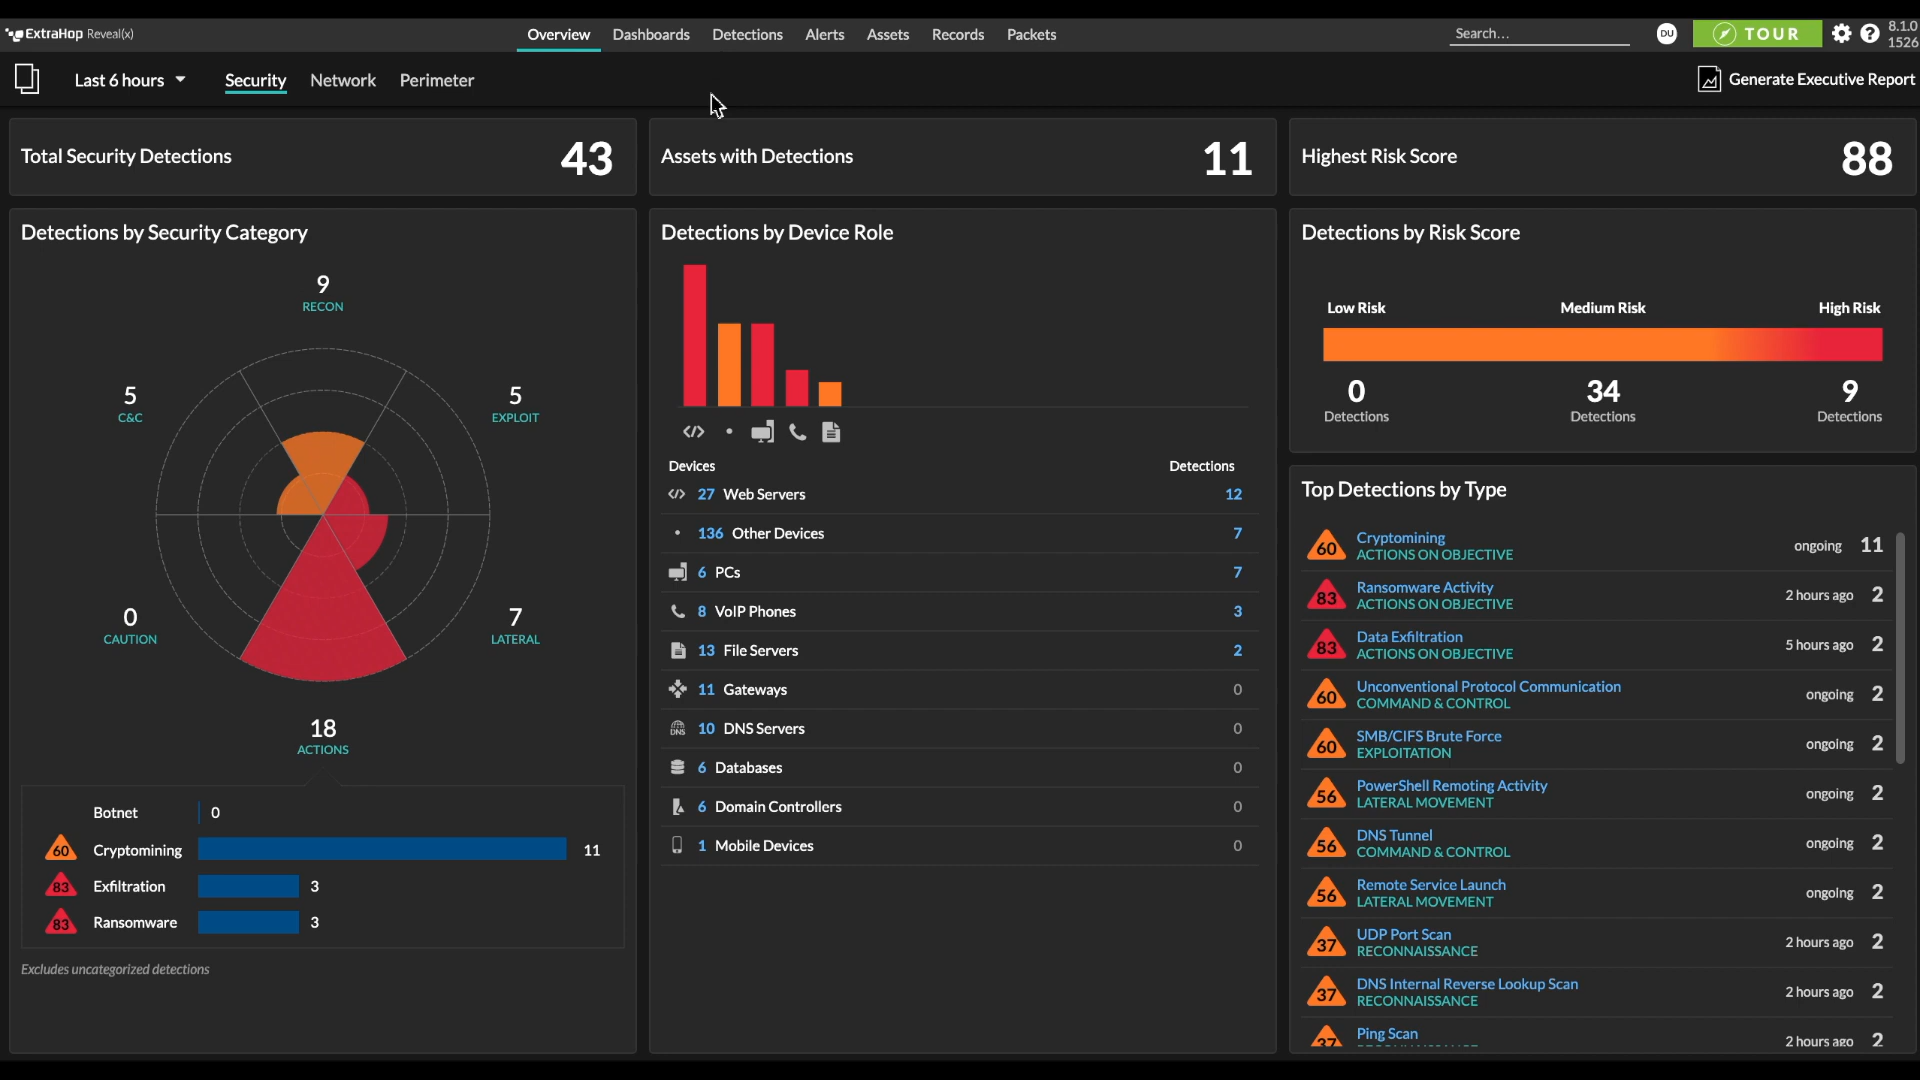 ExtraHop Reveal(x)
Overview Dashboards Detections Alerts Assets Records Packets
Search...
DU
TOUR
8.1.0
1526
Last 6 hours
Security Network Perimeter
Generate Executive Report
Total Security Detections 43
Assets with Detections 11
Highest Risk Score 88
Detections by Security Category
9
RECON
5
C&C
5
EXPLOIT
0
CAUTION
7
LATERAL
18
ACTIONS
Botnet 0
60 Cryptomining 11
83 Exfiltration 3
83 Ransomware 3
Excludes uncategorized detections
Detections by Device Role
Devices Detections
27 Web Servers 12
136 Other Devices 7
6 PCs 7
8 VoIP Phones 3
13 File Servers 2
11 Gateways 0
DNS 10 DNS Servers 0
6 Databases 0
6 Domain Controllers 0
1 Mobile Devices 0
Detections by Risk Score
Low Risk Medium Risk High Risk
0 34 9
Detections Detections Detections
Top Detections by Type
60 Cryptomining ongoing 11
ACTIONS ON OBJECTIVE
83 Ransomware Activity 2 hours ago 2
ACTIONS ON OBJECTIVE
83 Data Exfiltration 5 hours ago 2
ACTIONS ON OBJECTIVE
60 Unconventional Protocol Communication ongoing 2
COMMAND & CONTROL
60 SMB/CIFS Brute Force ongoing 2
EXPLOITATION
56 PowerShell Remoting Activity ongoing 2
LATERAL MOVEMENT
56 DNS Tunnel ongoing 2
COMMAND & CONTROL
56 Remote Service Launch ongoing 2
LATERAL MOVEMENT
37 UDP Port Scan 2 hours ago 2
RECONNAISSANCE
37 DNS Internal Reverse Lookup Scan 2 hours ago 2
RECONNAISSANCE
37 Ping Scan 2 hours ago 2